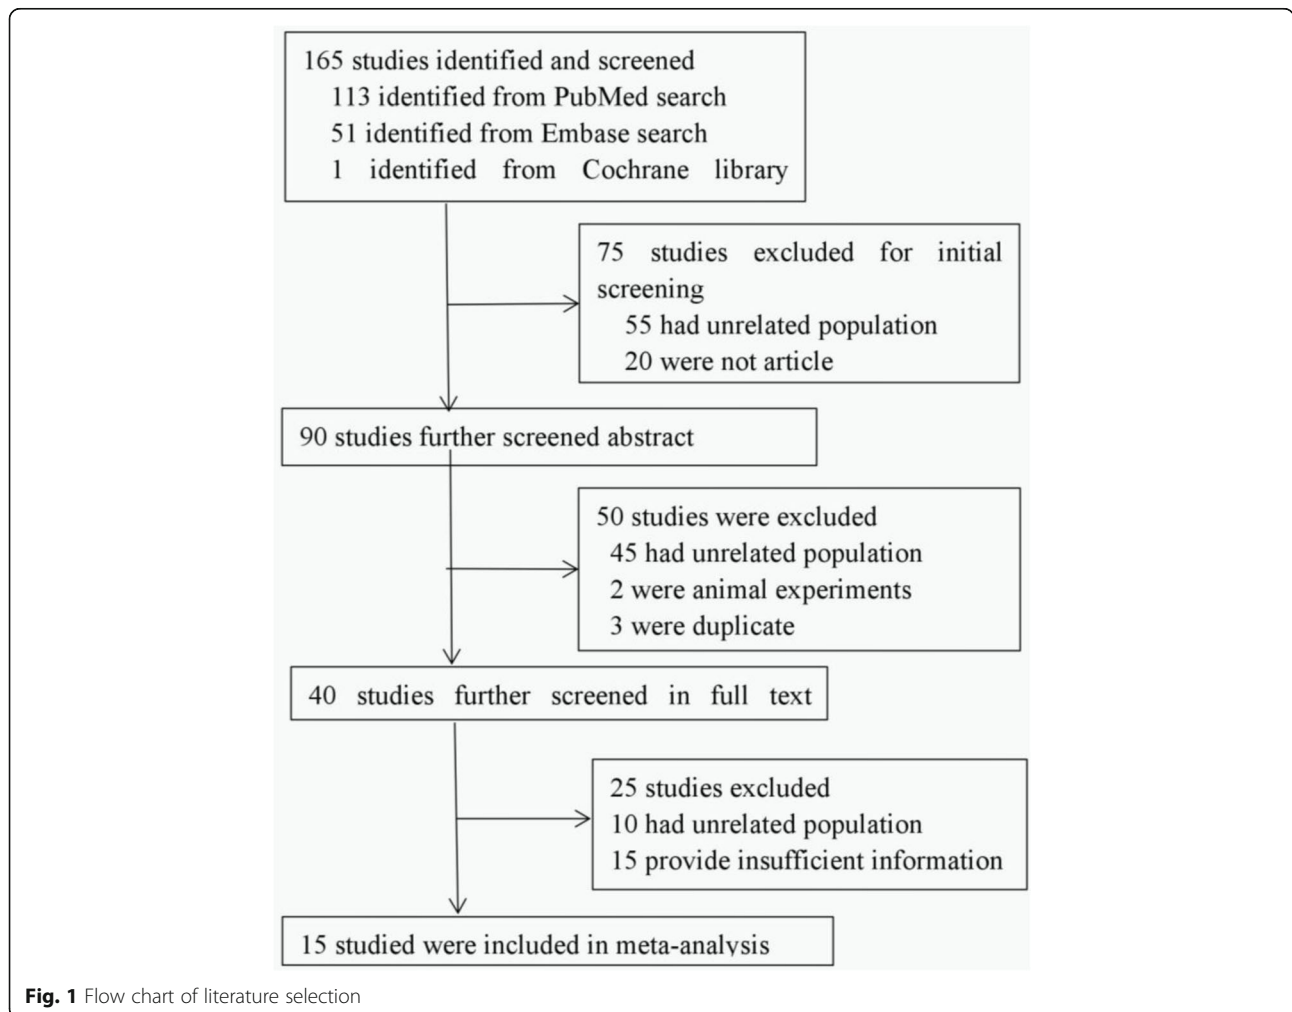 165 studies identified and screened
113 identified from PubMed search
51 identified from Embase search
1 identified from Cochrane library
75 studies excluded for initial
screening
55 had unrelated population
20 were not article
90 studies further screened abstract
50 studies were excluded
45 had unrelated population
2 were animal experiments
3 were duplicate
40 studies further screened in full text
25 studies excluded
10 had unrelated population
15 provide insufficient information
15 studied were included in meta-analysis
Fig. 1 Flow chart of literature selection